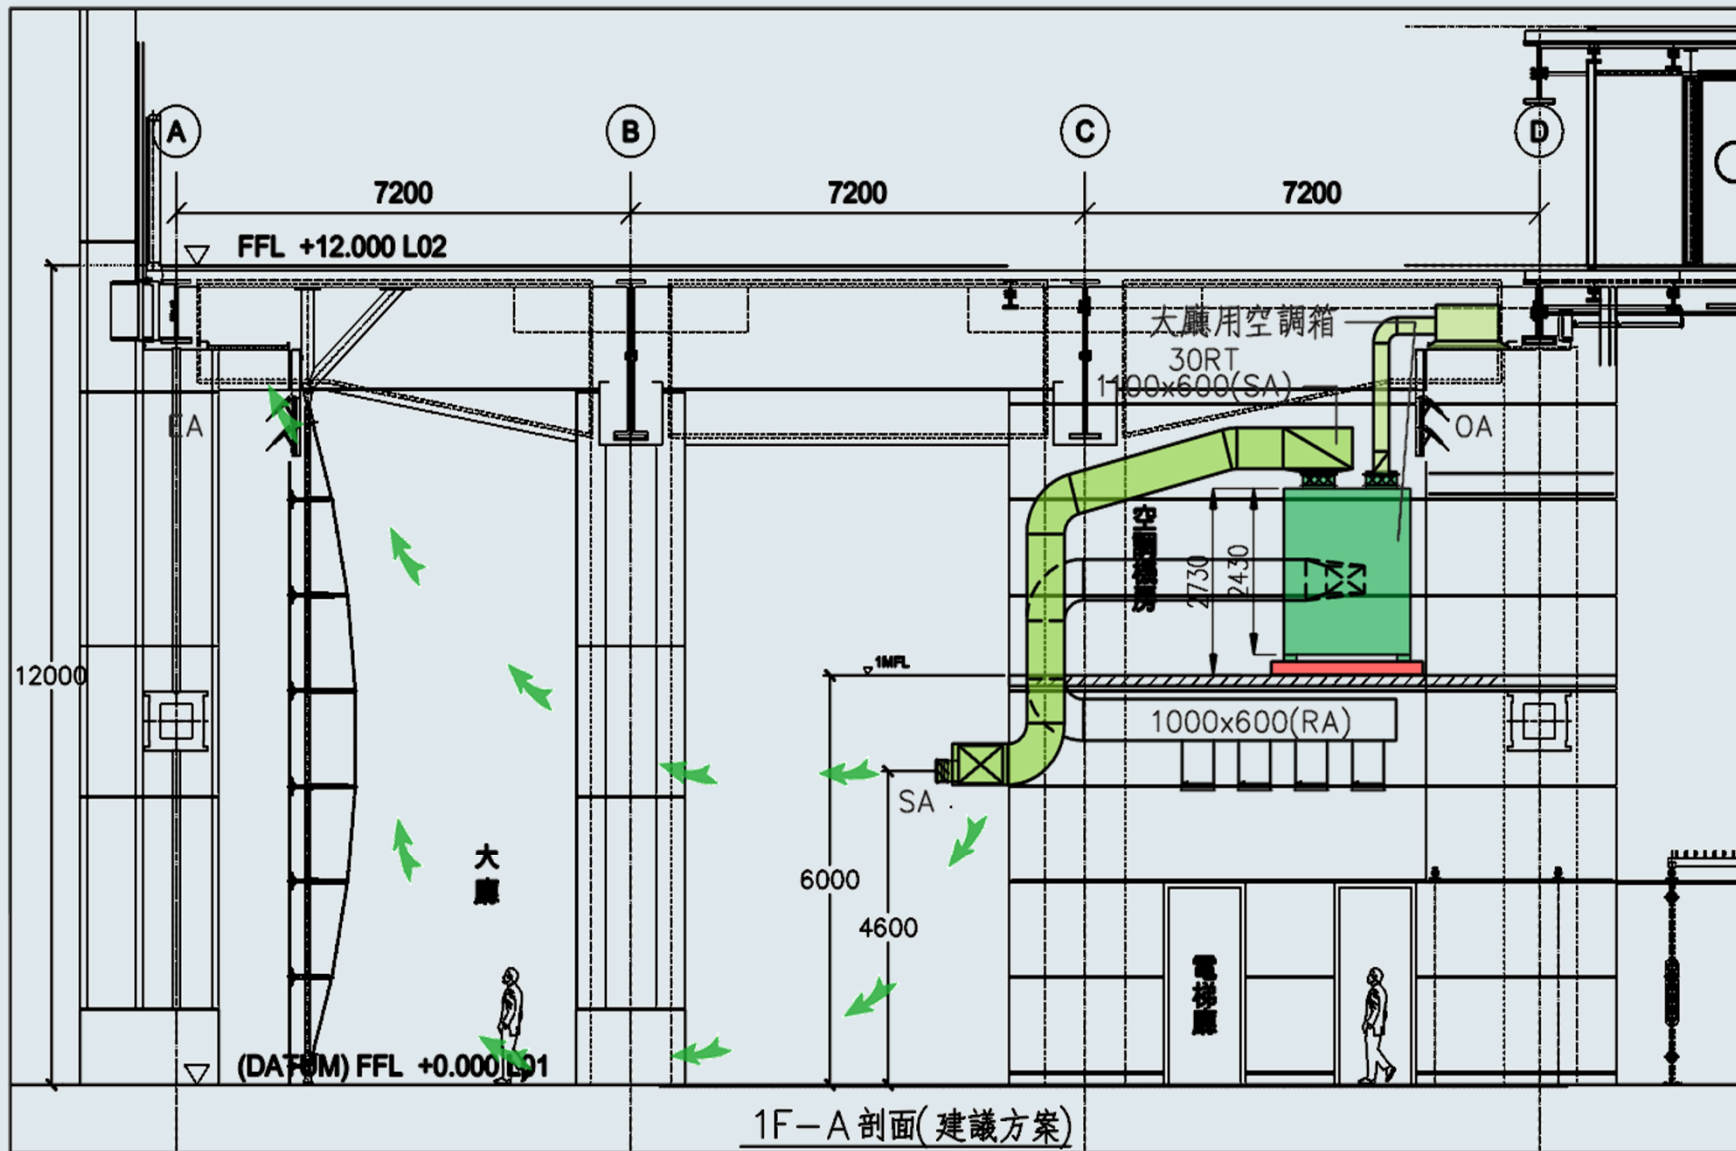 A
B
C
D
7200
7200
7200
FFL +12.000 L02
大廳用空調箱
30RT
1100x600(SA)
EA
OA
空調機房
2730
2430
12000
1MFL
1000x600(RA)
SA
大廳
6000
4600
電梯廳
(DATUM) FFL +0.000 L01
1F-A 剖面(建議方案)